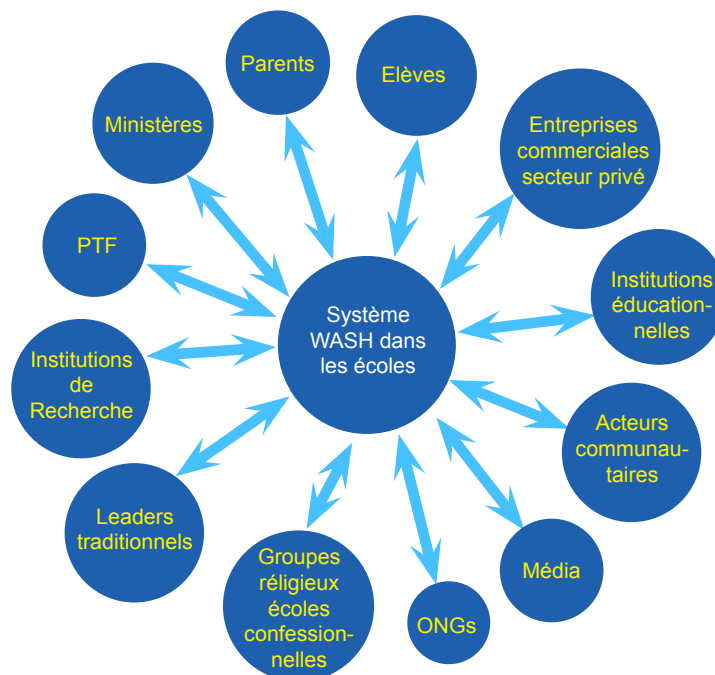 Parents
Elèves
Ministères
Entreprises
commerciales
secteur privé
PTF
Institutions
éducation-
nelles
Système
WASH dans
les écoles
Institutions
de
Recherche
Acteurs
communau-
taires
Leaders
traditionnels
Groupes
réligieux
écoles
confession-
nelles
Média
ONGs